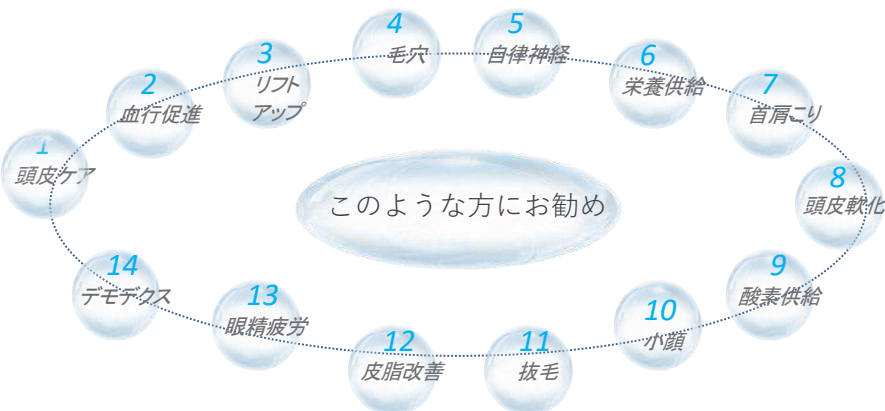 1
頭皮ケア
2
血行促進
3
リフト
アップ
4
毛穴
5
自律神経
6
栄養供給
7
首肩こり
8
頭皮軟化
9
酸素供給
10
小顔
11
抜毛
12
皮脂改善
13
眼精疲労
14
デモデクス
このような方にお勧め